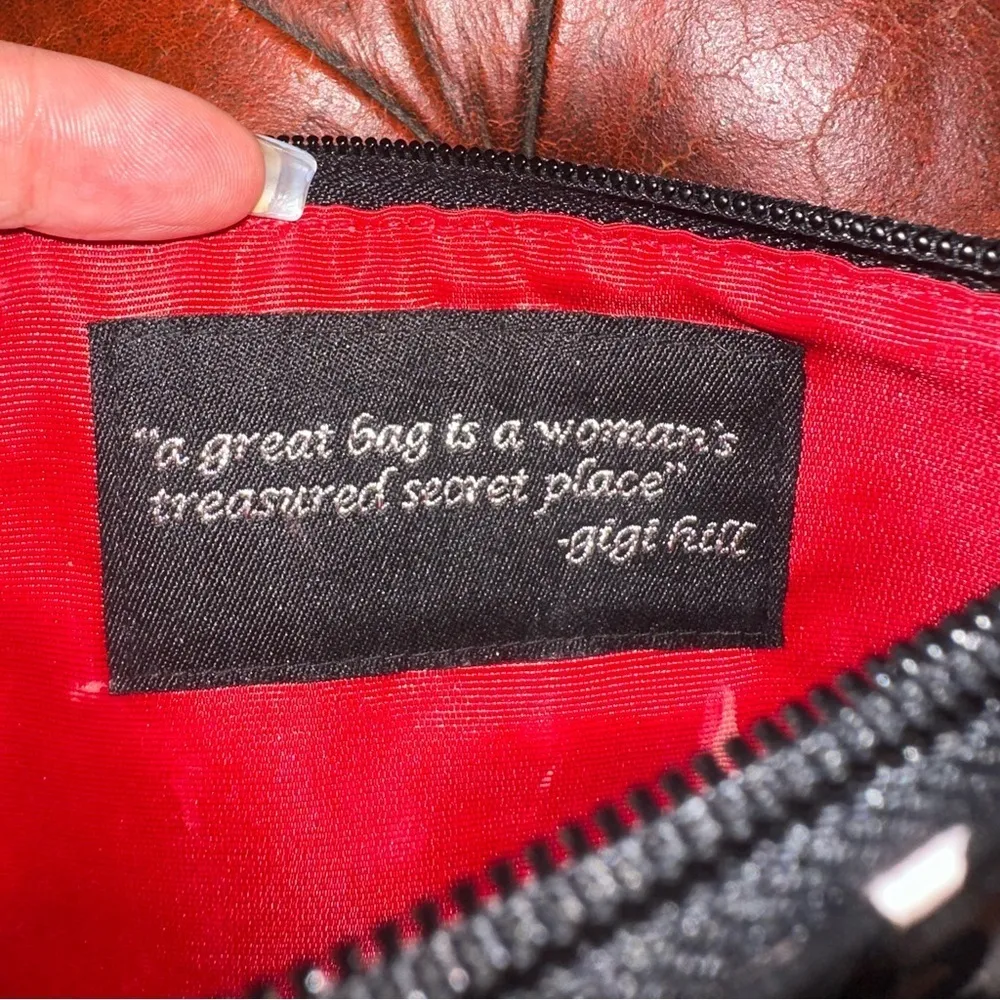 "a great bag is a woman's
treasured secret place"
-gigi hill